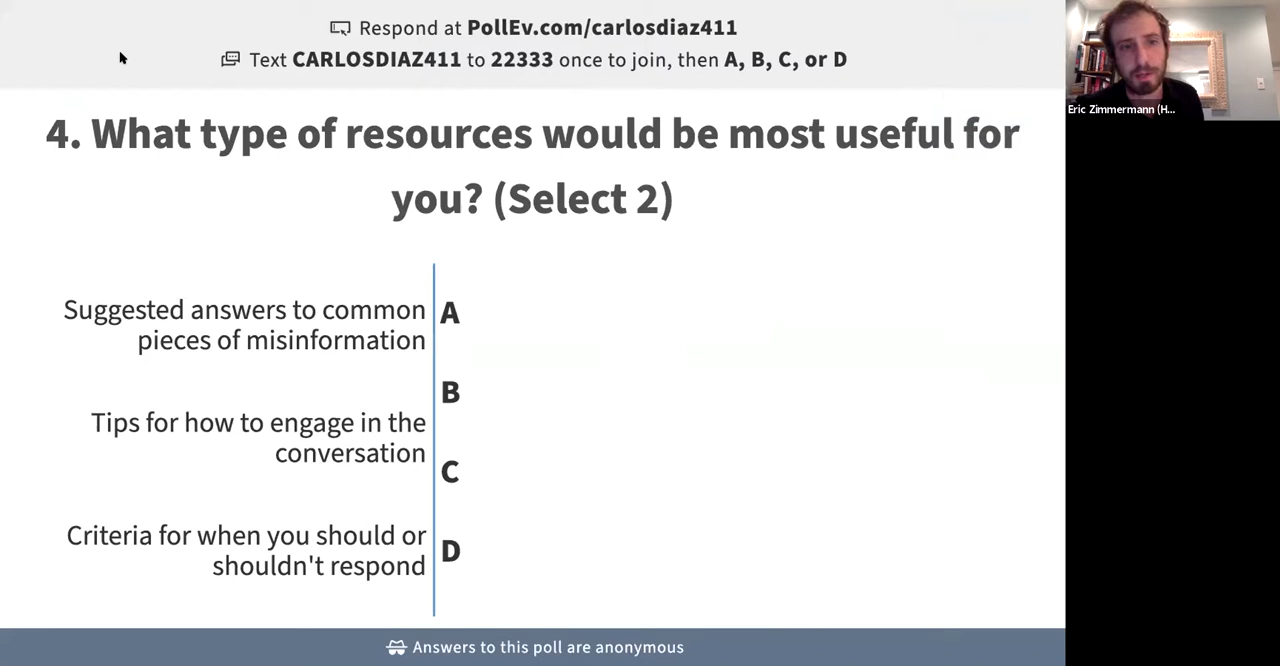 Respond at PollEv.com/carlosdiaz411
Text CARLOSDIAZ411 to 22333 once to join, then A, B, C, or D
Eric Zimmermann (H...
4. What type of resources would be most useful for
you? (Select 2)
Suggested answers to common
pieces of misinformation
A
B
Tips for how to engage in the
conversation
C
Criteria for when you should or
shouldn't respond
D
Answers to this poll are anonymous